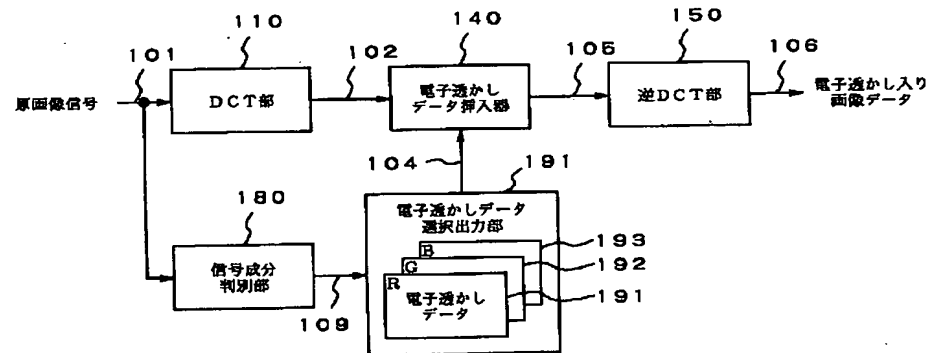 110
140
150
101
102
105
106
原画像信号
DCT部
電子透かし
データ挿入器
逆DCT部
電子透かし入り
画像データ
104
191
180
電子透かしデータ
選択出力部
信号成分
判別部
109
B
G
R
電子透かし
データ
193
192
191